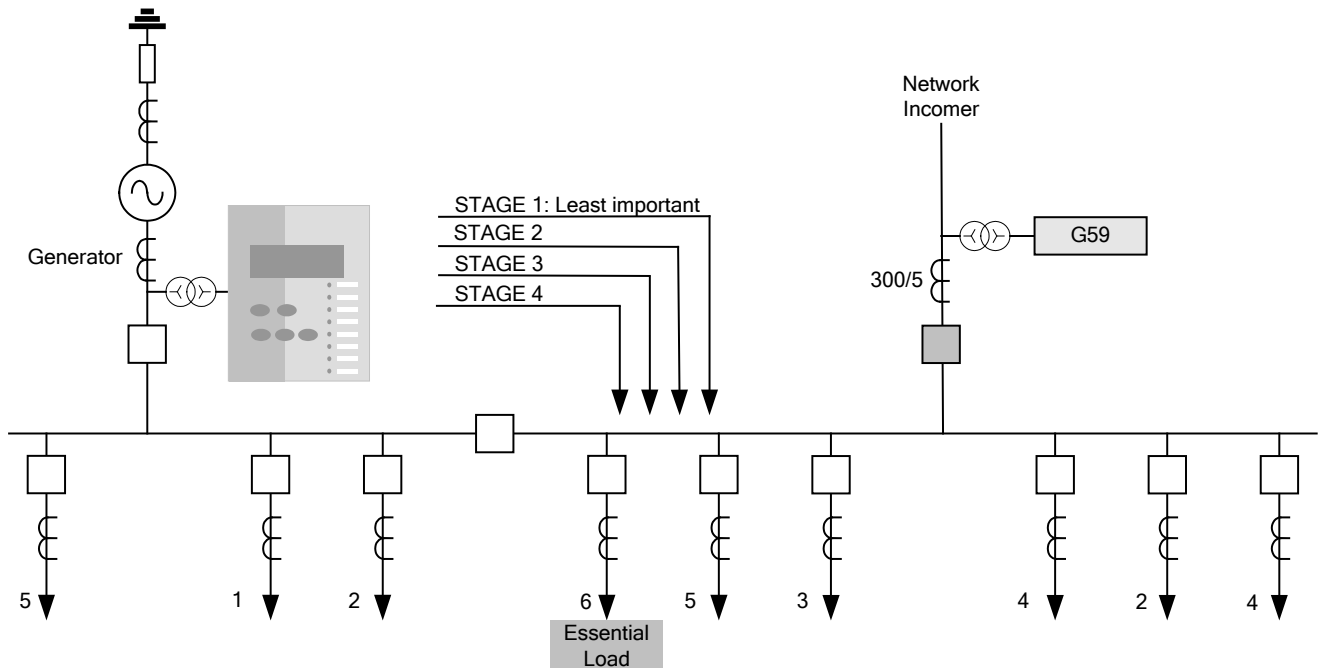 Network
Incomer
STAGE 1: Least important
G59
STAGE 2
Generator
STAGE 3
300/5
STAGE 4
5
1
2
6
5
3
4
2
4
Essential
Load